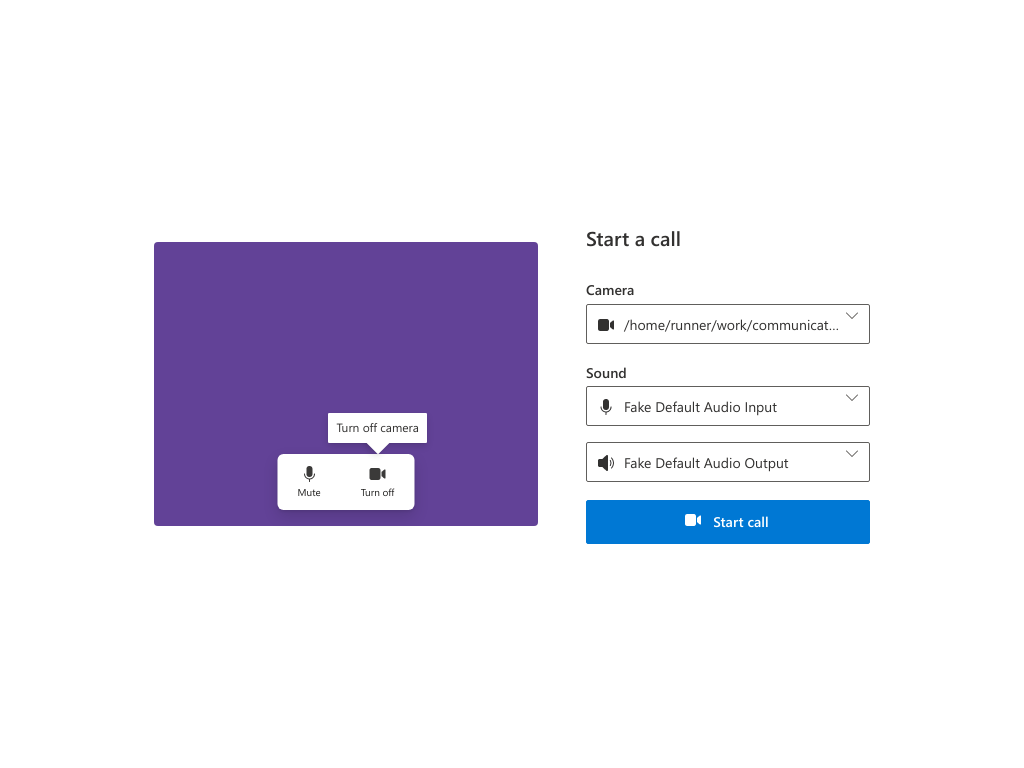 Start a call
Camera
/home/runner/work/communicat...
Sound
Fake Default Audio Input
Turn off camera
Fake Default Audio Output
Mute
Turn off
Start call